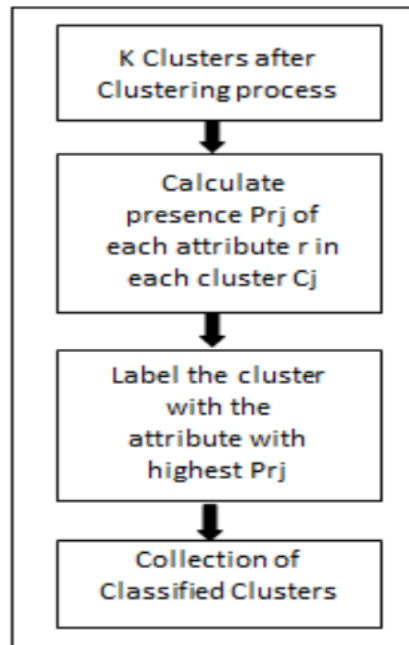 K Clusters after
Clustering process
Calculate
presence Prj of
each attribute r in
each cluster Cj
Label the cluster
with the
attribute with
highest Prj
Collection of
Classified Clusters